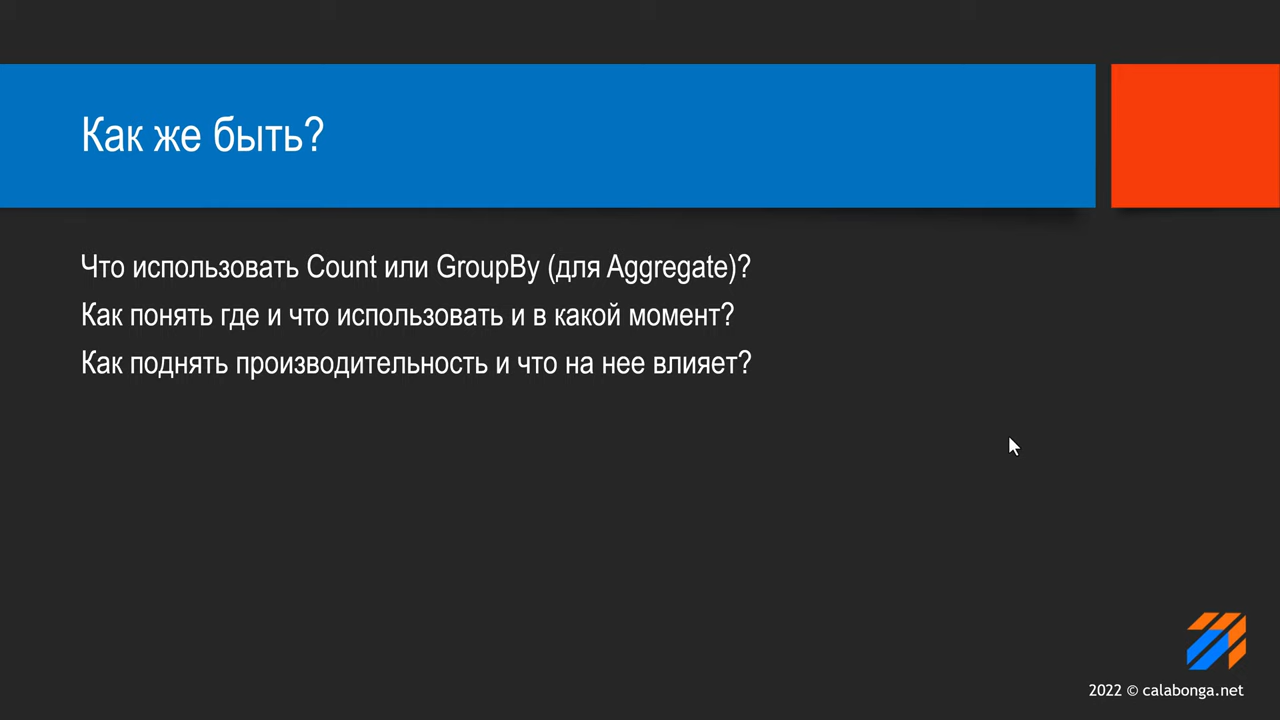 Как же быть?
Что использовать Count или GroupBy (для Aggregate)?
Как понять где и что использовать и в какой момент?
Как поднять производительность и что на нее влияет?
2022 © calabonga.net